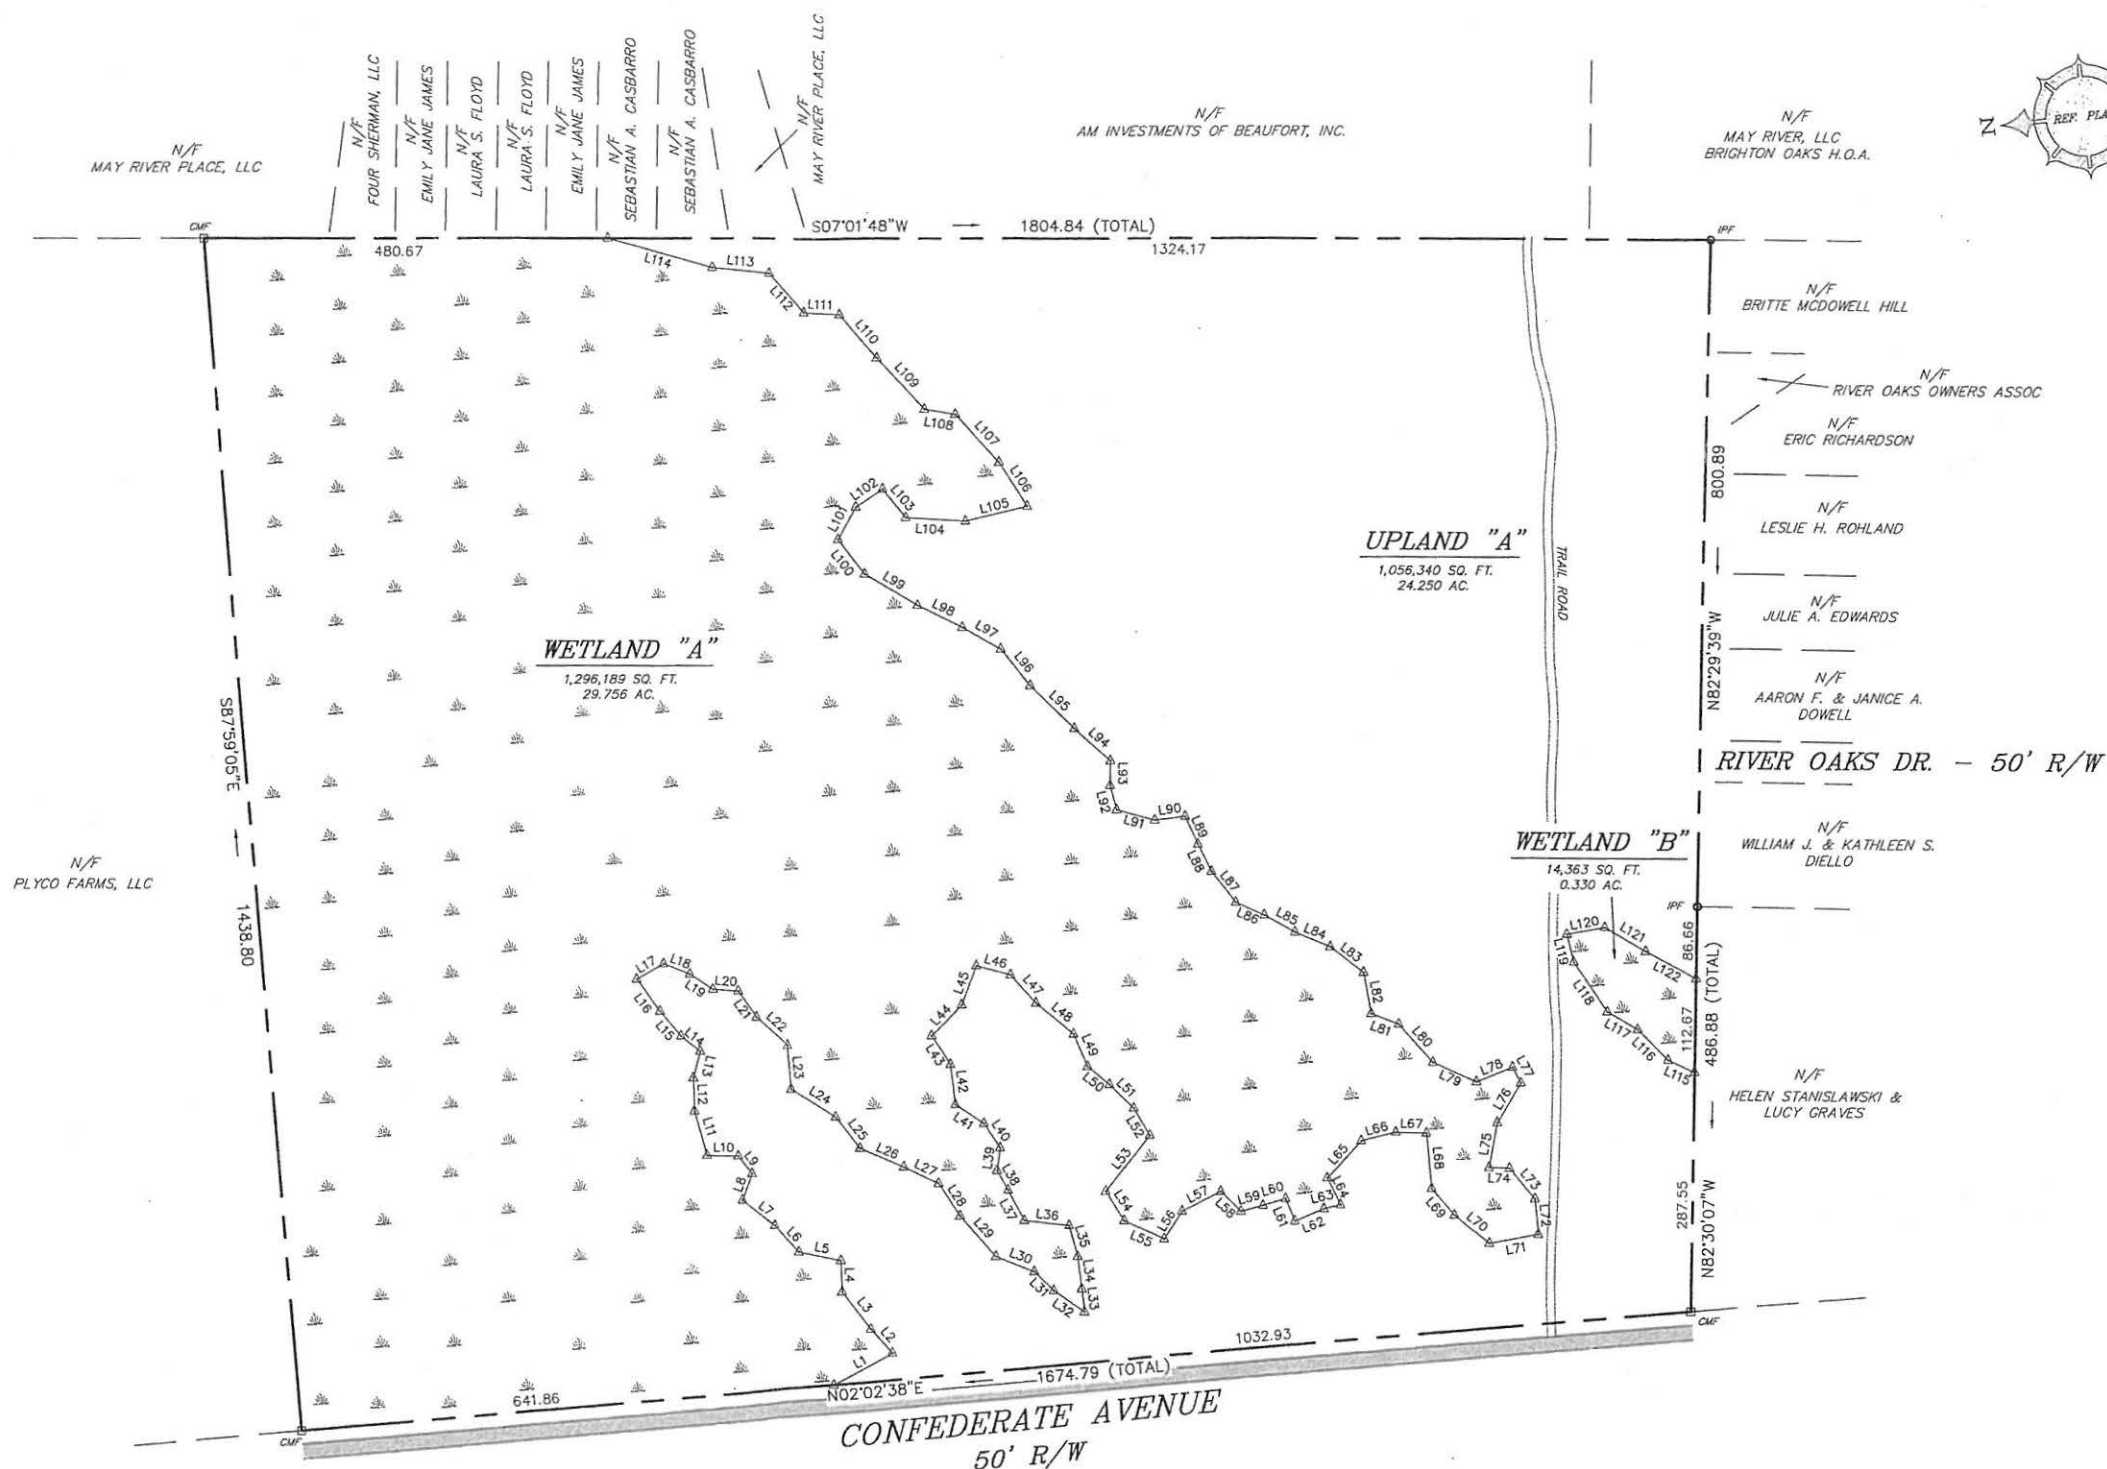 N/F
MAY RIVER PLACE, LLC
N/F
FOUR SHERMAN, LLC
N/F
EMILY JANE JAMES
N/F
LAURA S. FLOYD
N/F
LAURA S. FLOYD
N/F
EMILY JANE JAMES
N/F
SEBASTIAN A. CASBARRO
N/F
SEBASTIAN A. CASBARRO
N/F
MAY RIVER PLACE, LLC
N/F
AM INVESTMENTS OF BEAUFORT, INC.
N/F
MAY RIVER, LLC
BRIGHTON OAKS H.O.A.
N
REF. PLA
CMF
S07°01'48"W
1804.84 (TOTAL)
IPF
480.67
1324.17
L114
L113
L112
L111
L110
L109
L108
L107
L106
L105
L104
L103
L102
L101
L100
L99
L98
L97
L96
L95
L94
L93
L92
L91
L90
L89
L88
L87
L86
L85
L84
L83
L82
L81
L80
L79
L78
L77
L76
L75
L74
L73
L72
L71
L70
L69
L68
L67
L66
L65
L64
L63
L62
L61
L60
L59
L58
L57
L56
L55
L54
L53
L52
L51
L50
L49
L48
L47
L46
L45
L44
L43
L42
L41
L40
L39
L38
L37
L36
L35
L34
L33
L32
L31
L30
L29
L28
L27
L26
L25
L24
L23
L22
L21
L20
L19
L18
L17
L16
L15
L14
L13
L12
L11
L10
L9
L8
L7
L6
L5
L4
L3
L2
L1
UPLAND "A"
1,056,340 SQ. FT.
24.250 AC.
TRAIL ROAD
WETLAND "A"
1,296,189 SQ. FT.
29.756 AC.
WETLAND "B"
14,363 SQ. FT.
0.330 AC.
L120
L121
L122
L119
L118
L117
L116
L115
N/F
BRITTE MCDOWELL HILL
N/F
RIVER OAKS OWNERS ASSOC
N/F
ERIC RICHARDSON
800.89
N/F
LESLIE H. ROHLAND
N/F
JULIE A. EDWARDS
N82°29'39"W
N/F
AARON F. & JANICE A.
DOWELL
RIVER OAKS DR. - 50' R/W
N/F
WILLIAM J. & KATHLEEN S.
DIELLO
IPF
86.66
112.67
486.88 (TOTAL)
N/F
HELEN STANISLAWSKI &
LUCY GRAVES
287.55
N82°30'07"W
CMF
S87°59'05"E
1438.80
N/F
PLYCO FARMS, LLC
1032.93
1674.79 (TOTAL)
N02°02'38"E
641.86
CMF
CONFEDERATE AVENUE
50' R/W